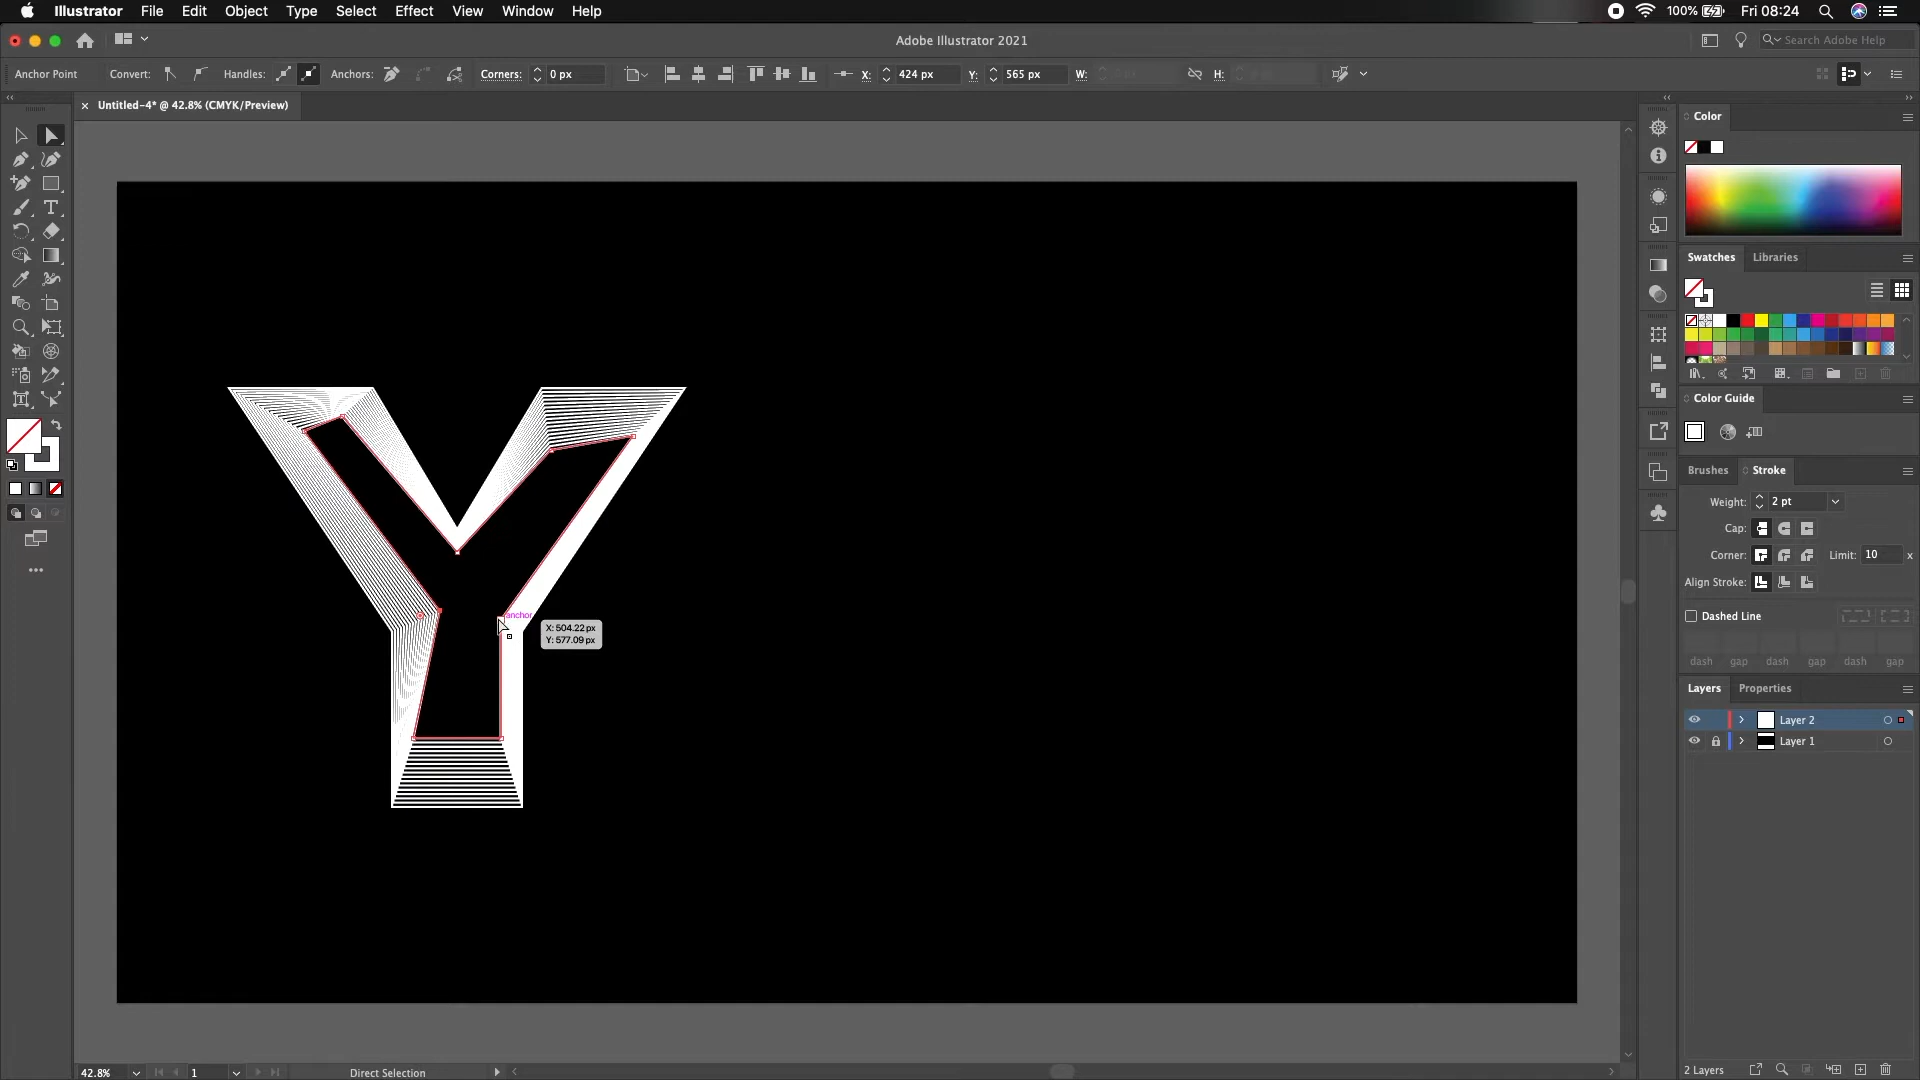 Illustrator File Edit Object Type Select Effect View Window Help
100% Fri 08:24
Adobe Illustrator 2021
Search Adobe Help
Anchor Point Convert: Handles: Anchors: Corners: 0 px X: 424 px Y: 565 px W: H:
Untitled-4* @ 42.8% (CMYK/Preview)
Color
Swatches Libraries
Color Guide
Brushes Stroke
Weight: 2 pt
Cap:
Corner: Limit: 10 x
Align Stroke:
Dashed Line
dash gap dash gap dash gap
Layers Properties
Layer 2
Layer 1
Y
anchor
X: 504.22 px
Y: 577.09 px
42.8% 1 Direct Selection
2 Layers